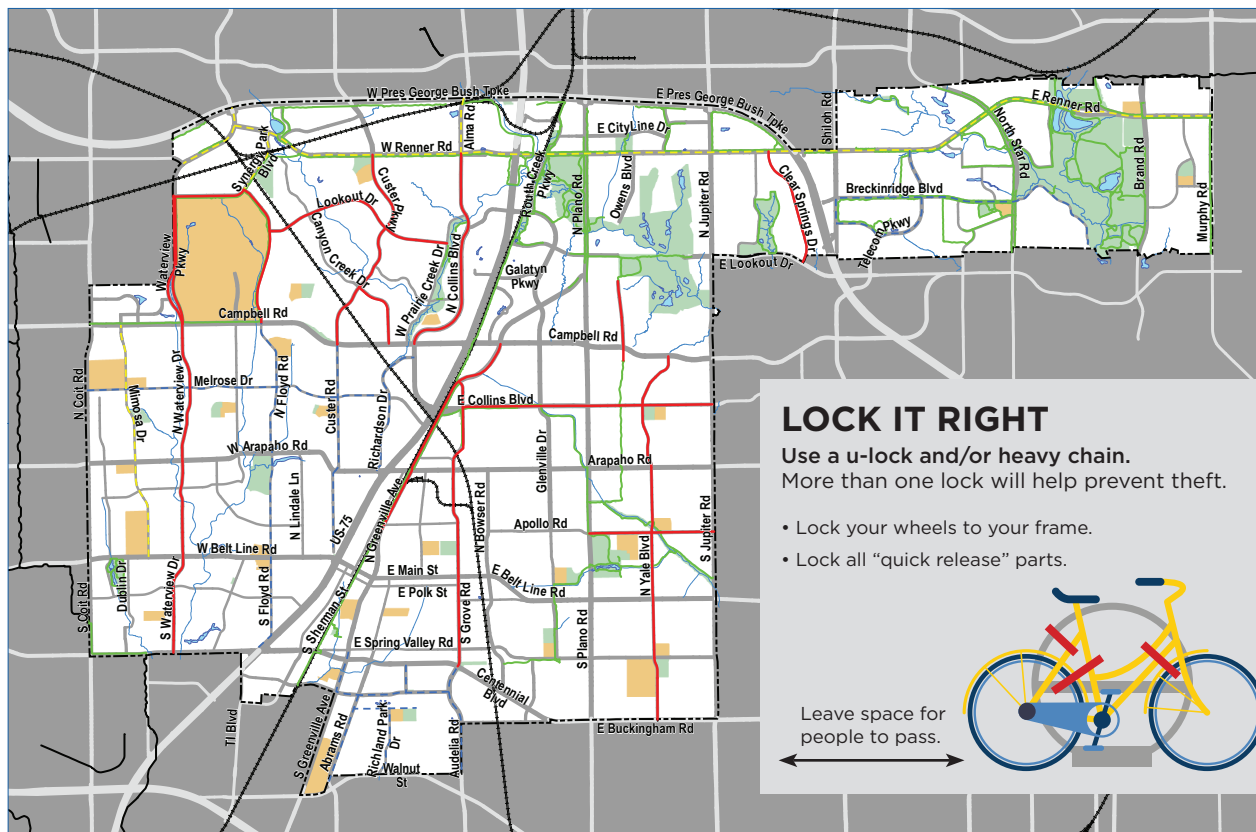 W Pres George Bush Tpke
E Pres George Bush Tpke
Shiloh Rd
E Renner Rd
Alma Rd
E CityLine Dr
North Star Rd
Synergy Park
Blvd
W Renner Rd
Custer
Pkwy
Routh Creek
Pkwy
N Plano Rd
Owens Blvd
N Jupiter Rd
Clear Springs Dr
Breckinridge Blvd
Brand Rd
Murphy Rd
Lookout Dr
Canyon
Creek Dr
Waterview
Pkwy
W Prairie Creek Dr
N Collins Blvd
Galatyn
Pkwy
E Lookout Dr
Telecom Pkwy
Campbell Rd
Campbell Rd
N Coit Rd
Mimosa Dr
Melrose Dr
N Waterview Dr
N Floyd Rd
Custer Rd
Richardson Dr
E Collins Blvd
W Arapaho Rd
Arapaho Rd
Glenville Dr
N Lindale Ln
US-75
N Greenville Ave
N Bowser Rd
Apollo Rd
N Yale Blvd
S Jupiter Rd
W Belt Line Rd
E Main St
E Belt Line Rd
E Polk St
S Coit Rd
Dublin Dr
S Waterview Dr
S Floyd Rd
S Sherman St
S Grove Rd
S Plano Rd
E Spring Valley Rd
Centennial
Blvd
TI Blvd
S Greenville Ave
Abrams Rd
Richland Park
Dr
Audelia Rd
Walnut
St
E Buckingham Rd
LOCK IT RIGHT
Use a u-lock and/or heavy chain.
More than one lock will help prevent theft.
• Lock your wheels to your frame.
• Lock all “quick release” parts.
Leave space for
people to pass.